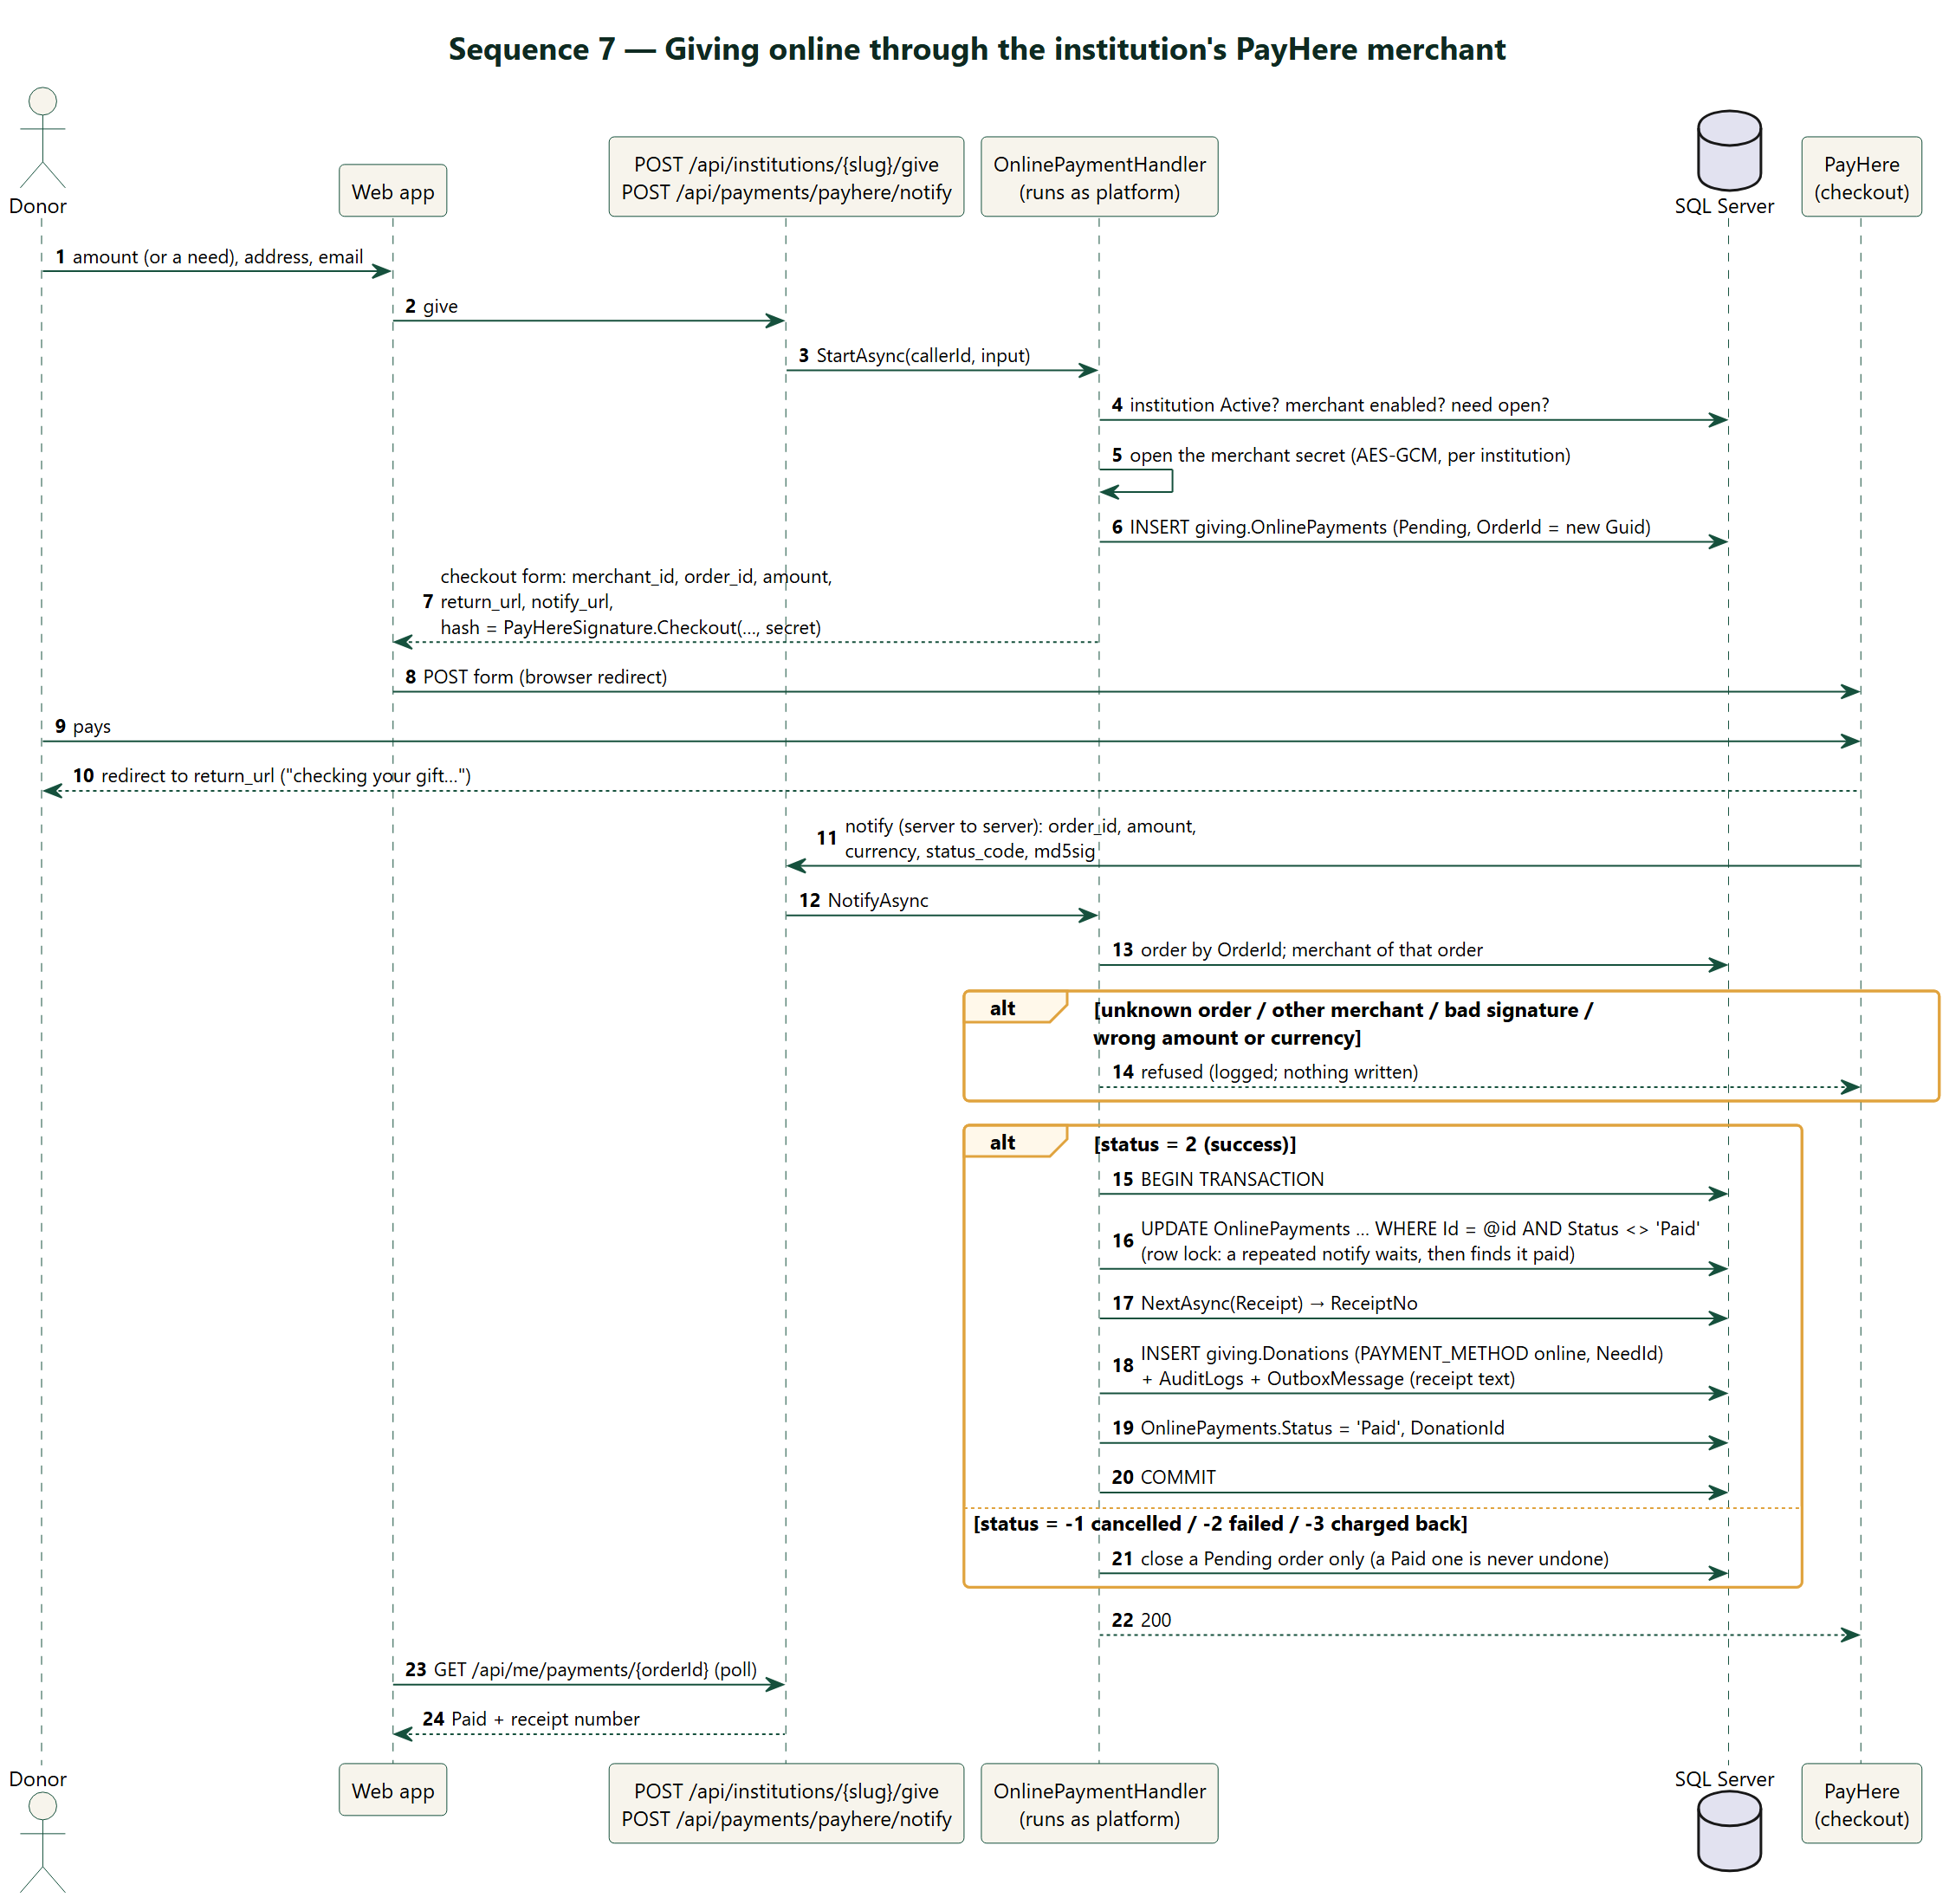 Sequence 7 — Giving online through the institution's PayHere merchant
Donor
Web app
POST /api/institutions/{slug}/give
POST /api/payments/payhere/notify
OnlinePaymentHandler
(runs as platform)
SQL Server
PayHere
(checkout)
1 amount (or a need), address, email
2 give
3 StartAsync(callerId, input)
4 institution Active? merchant enabled? need open?
5 open the merchant secret (AES-GCM, per institution)
6 INSERT giving.OnlinePayments (Pending, OrderId = new Guid)
checkout form: merchant_id, order_id, amount,
7 return_url, notify_url,
hash = PayHereSignature.Checkout(..., secret)
8 POST form (browser redirect)
9 pays
10 redirect to return_url ("checking your gift...")
11 notify (server to server): order_id, amount,
currency, status_code, md5sig
12 NotifyAsync
13 order by OrderId; merchant of that order
alt [unknown order / other merchant / bad signature /
wrong amount or currency]
14 refused (logged; nothing written)
alt [status = 2 (success)]
15 BEGIN TRANSACTION
16 UPDATE OnlinePayments ... WHERE Id = @id AND Status <> 'Paid'
(row lock: a repeated notify waits, then finds it paid)
17 NextAsync(Receipt) → ReceiptNo
18 INSERT giving.Donations (PAYMENT_METHOD online, NeedId)
+ AuditLogs + OutboxMessage (receipt text)
19 OnlinePayments.Status = 'Paid', DonationId
20 COMMIT
[status = -1 cancelled / -2 failed / -3 charged back]
21 close a Pending order only (a Paid one is never undone)
22 200
23 GET /api/me/payments/{orderId} (poll)
24 Paid + receipt number
Donor
Web app
POST /api/institutions/{slug}/give
POST /api/payments/payhere/notify
OnlinePaymentHandler
(runs as platform)
SQL Server
PayHere
(checkout)